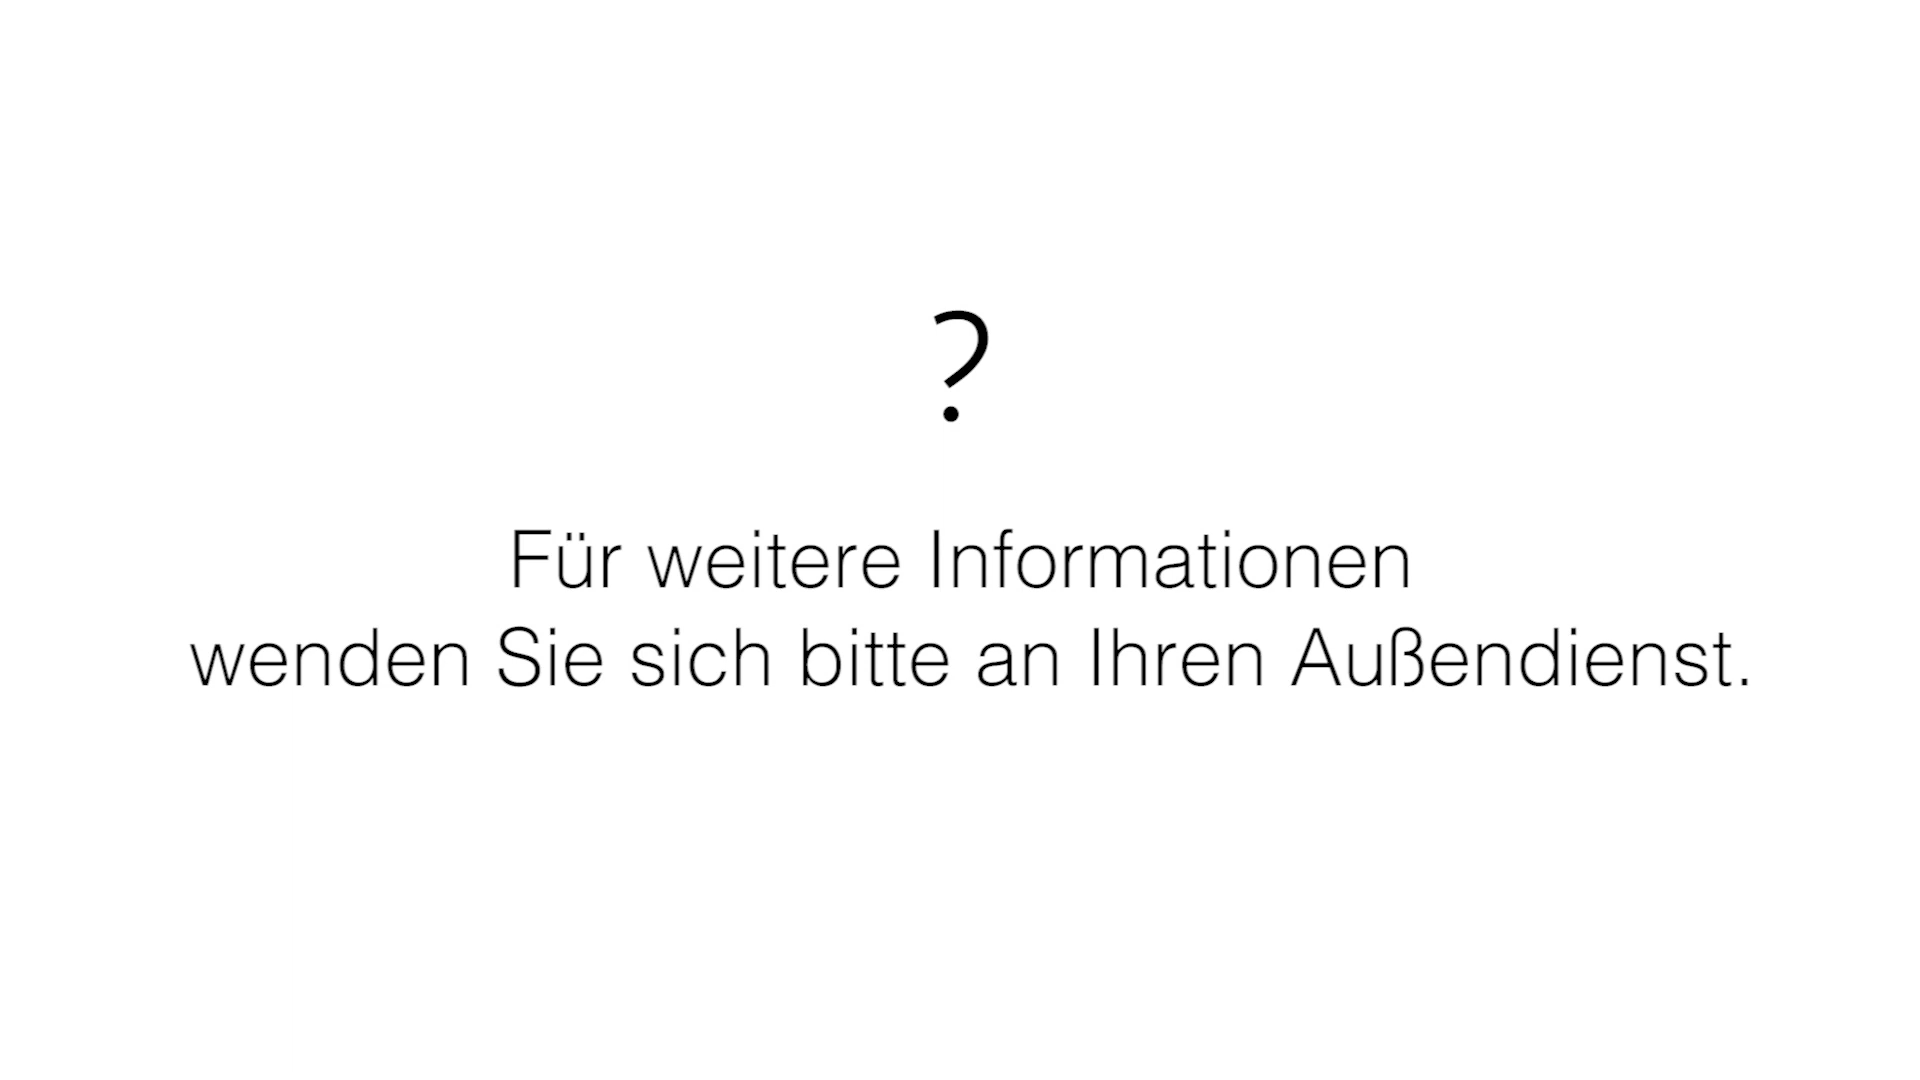 ?
Für weitere Informationen
wenden Sie sich bitte an Ihren Außendienst.